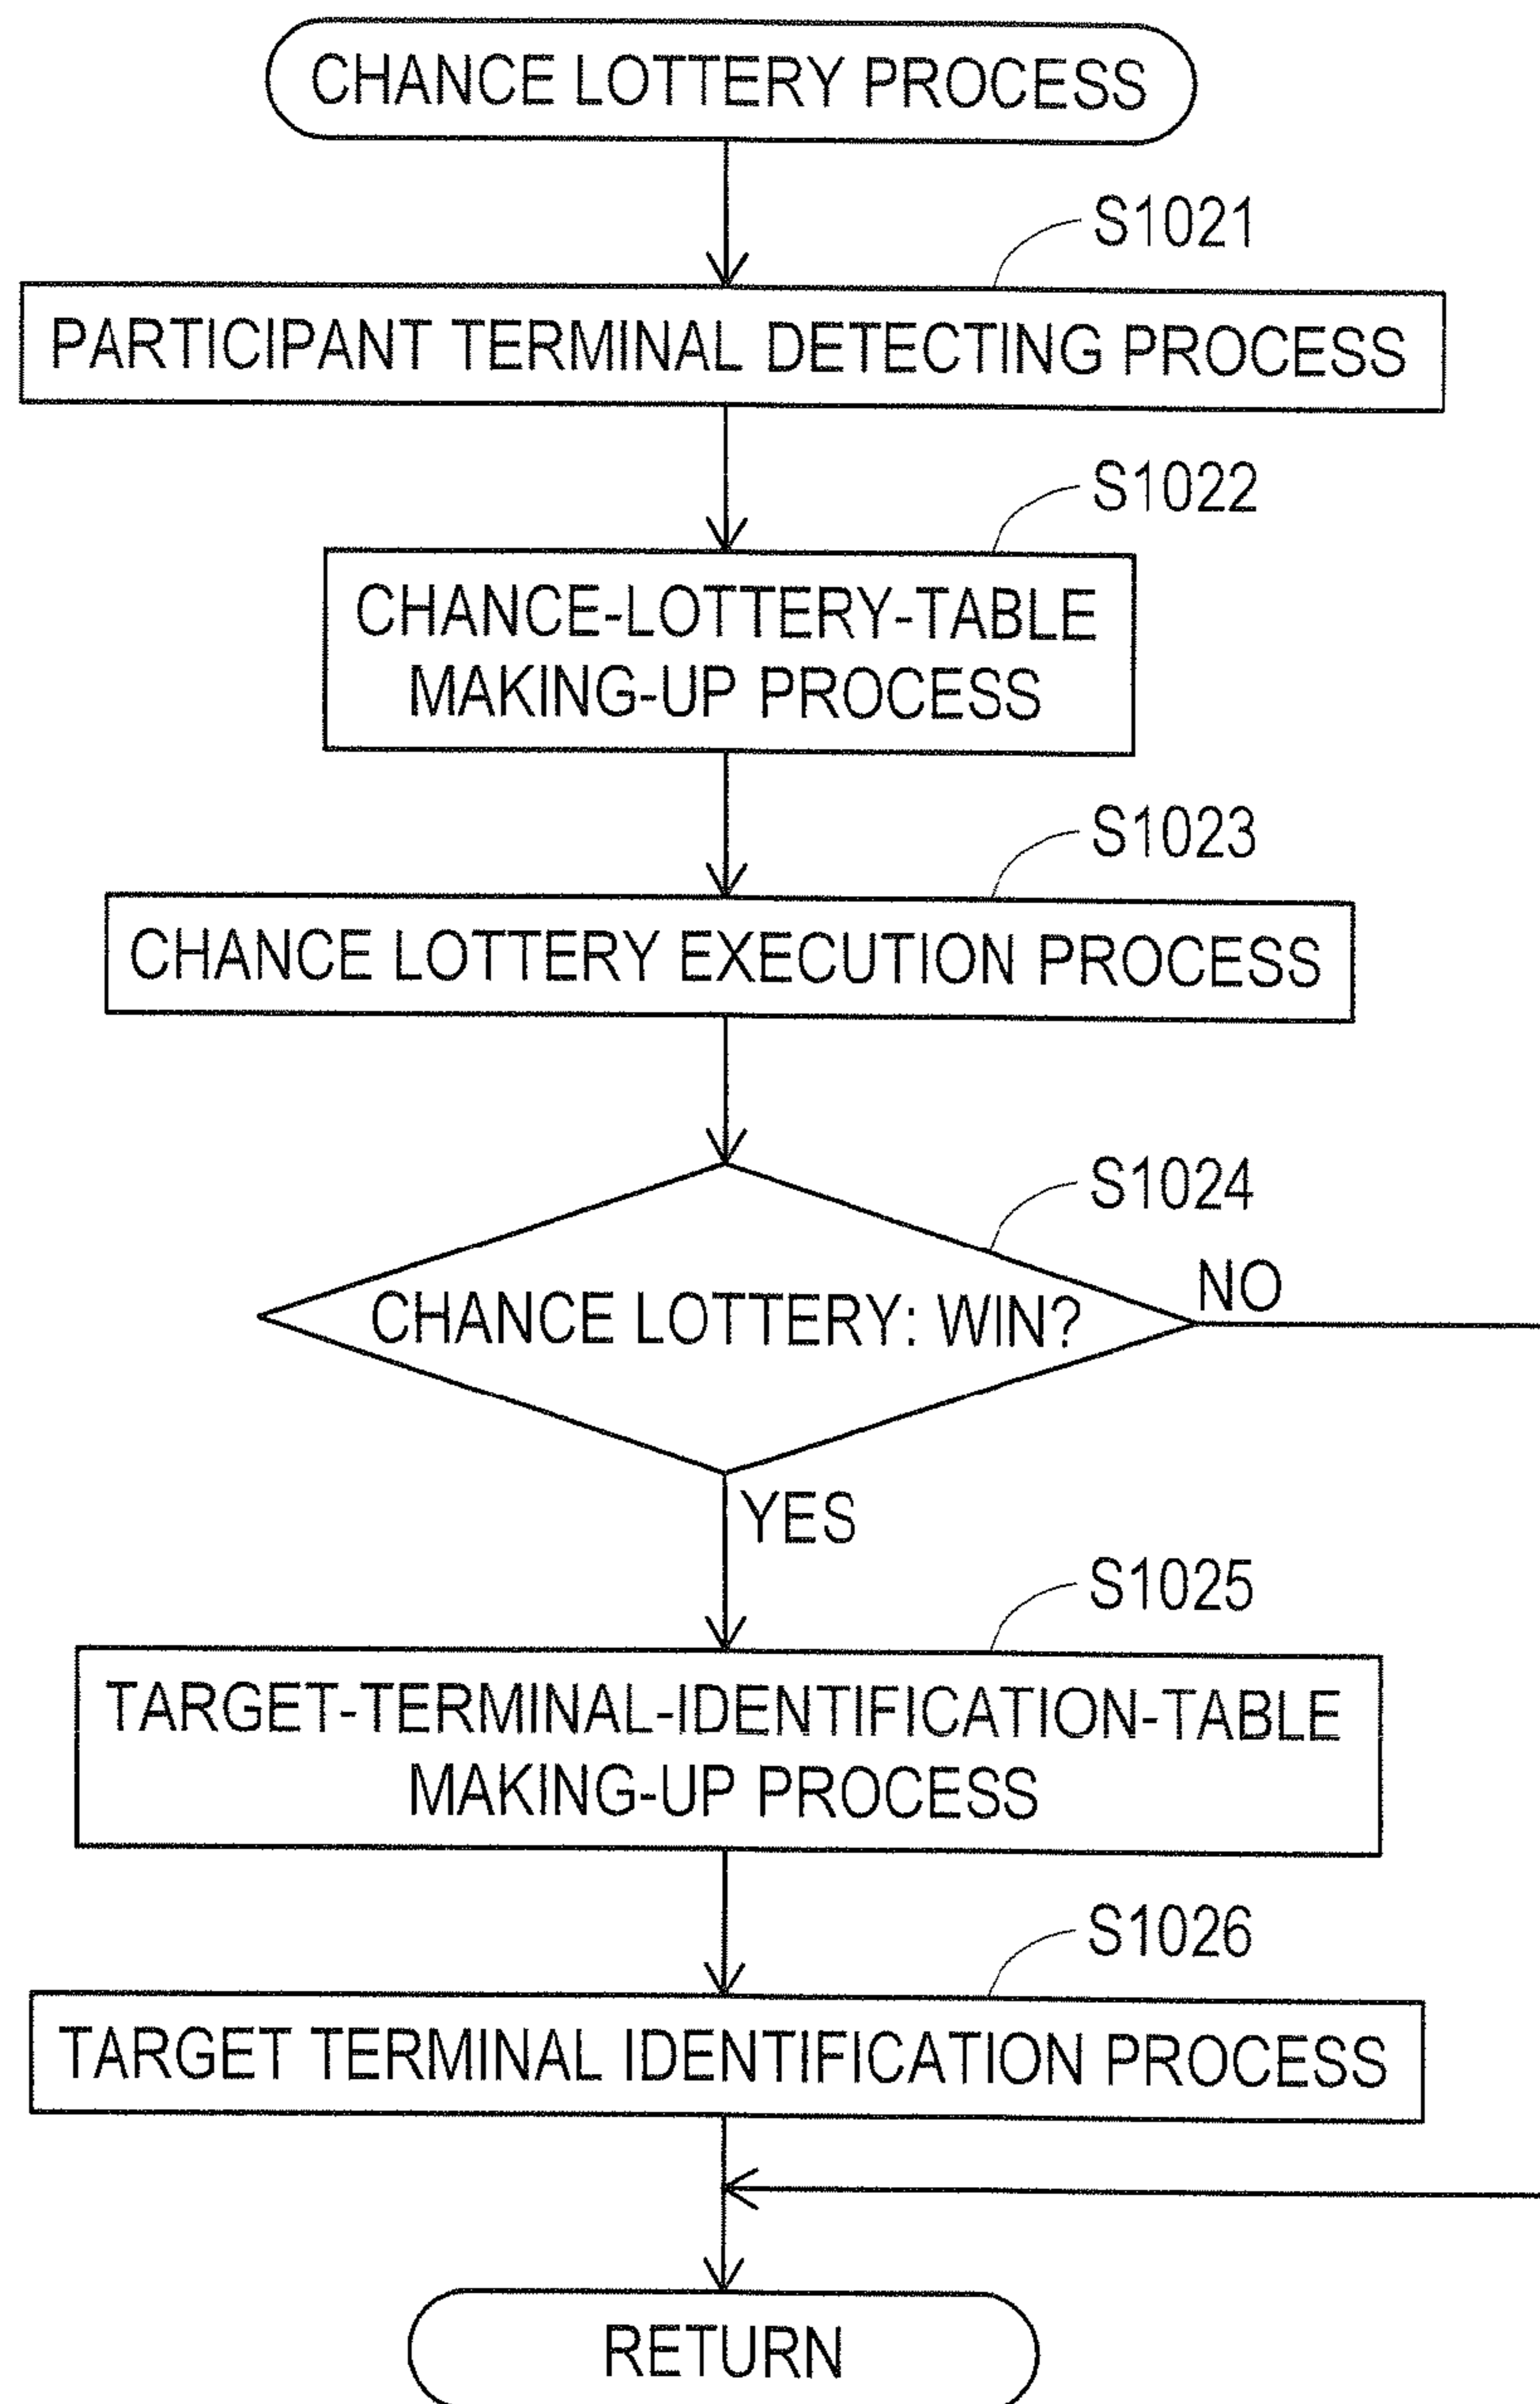 CHANCE LOTTERY PROCESS
S1021
PARTICIPANT TERMINAL DETECTING PROCESS
S1022
CHANCE-LOTTERY-TABLE
MAKING-UP PROCESS
S1023
CHANCE LOTTERY EXECUTION PROCESS
S1024
CHANCE LOTTERY: WIN?
NO
YES
S1025
TARGET-TERMINAL-IDENTIFICATION-TABLE
MAKING-UP PROCESS
S1026
TARGET TERMINAL IDENTIFICATION PROCESS
RETURN